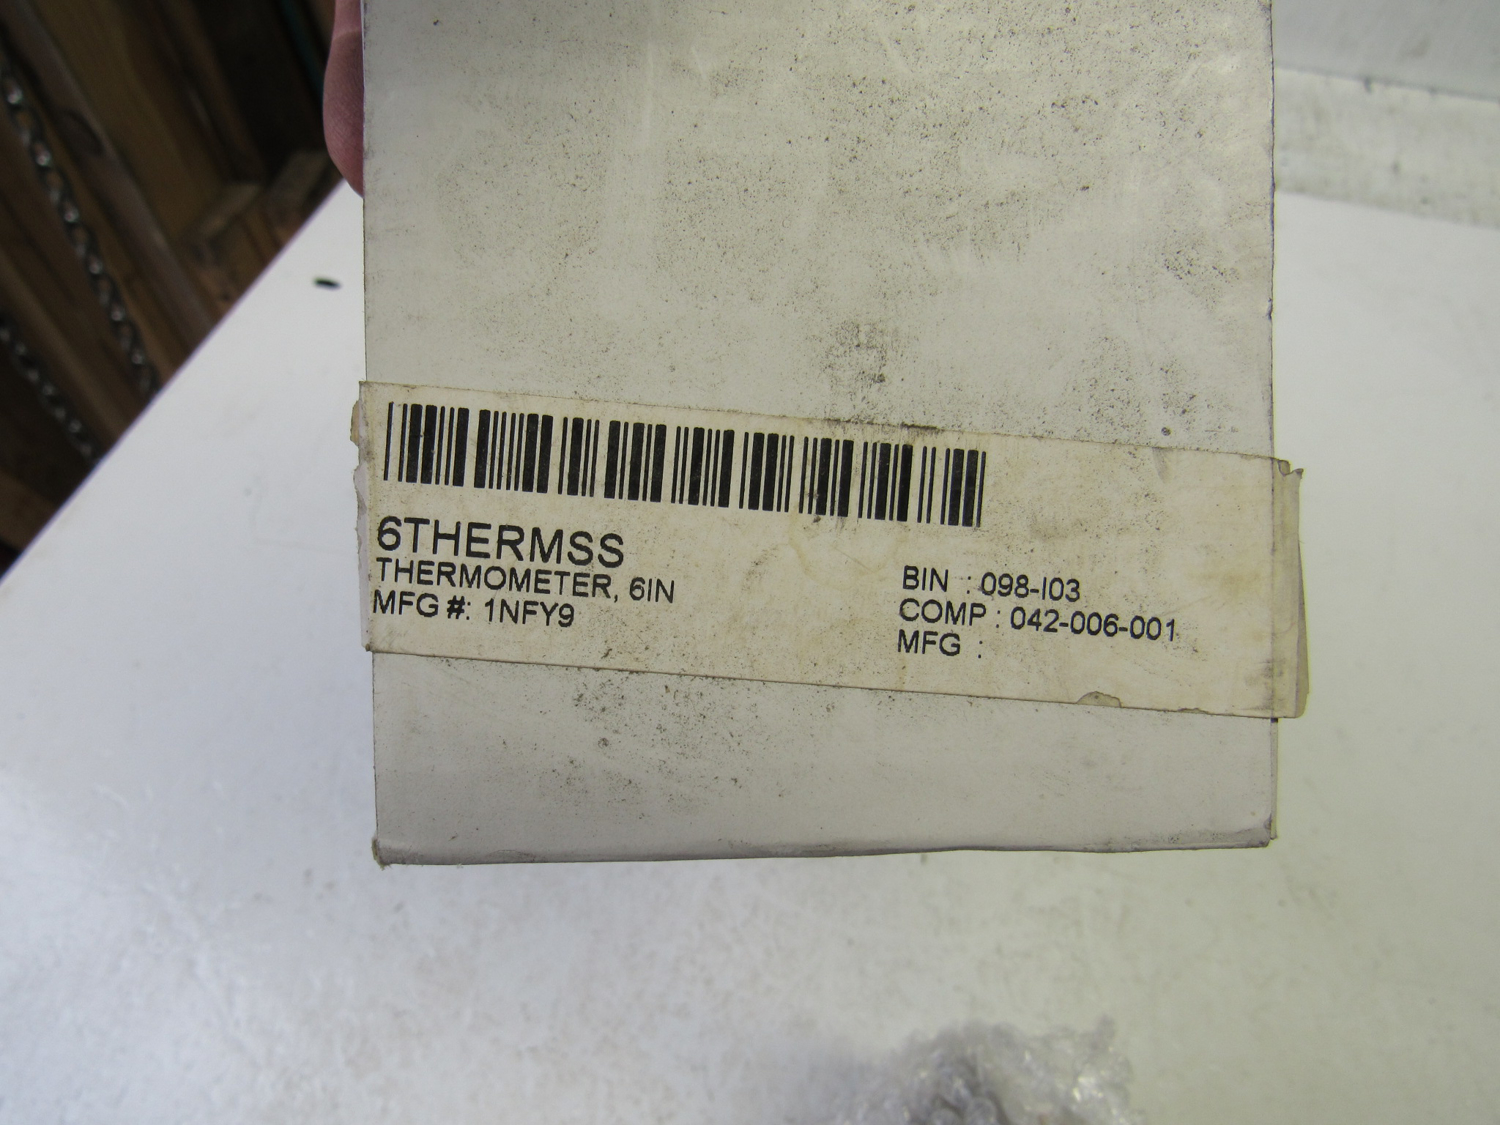 6THERMSS
THERMOMETER, 6IN
MFG #: 1NFY9
BIN : 098-I03
COMP : 042-006-001
MFG :